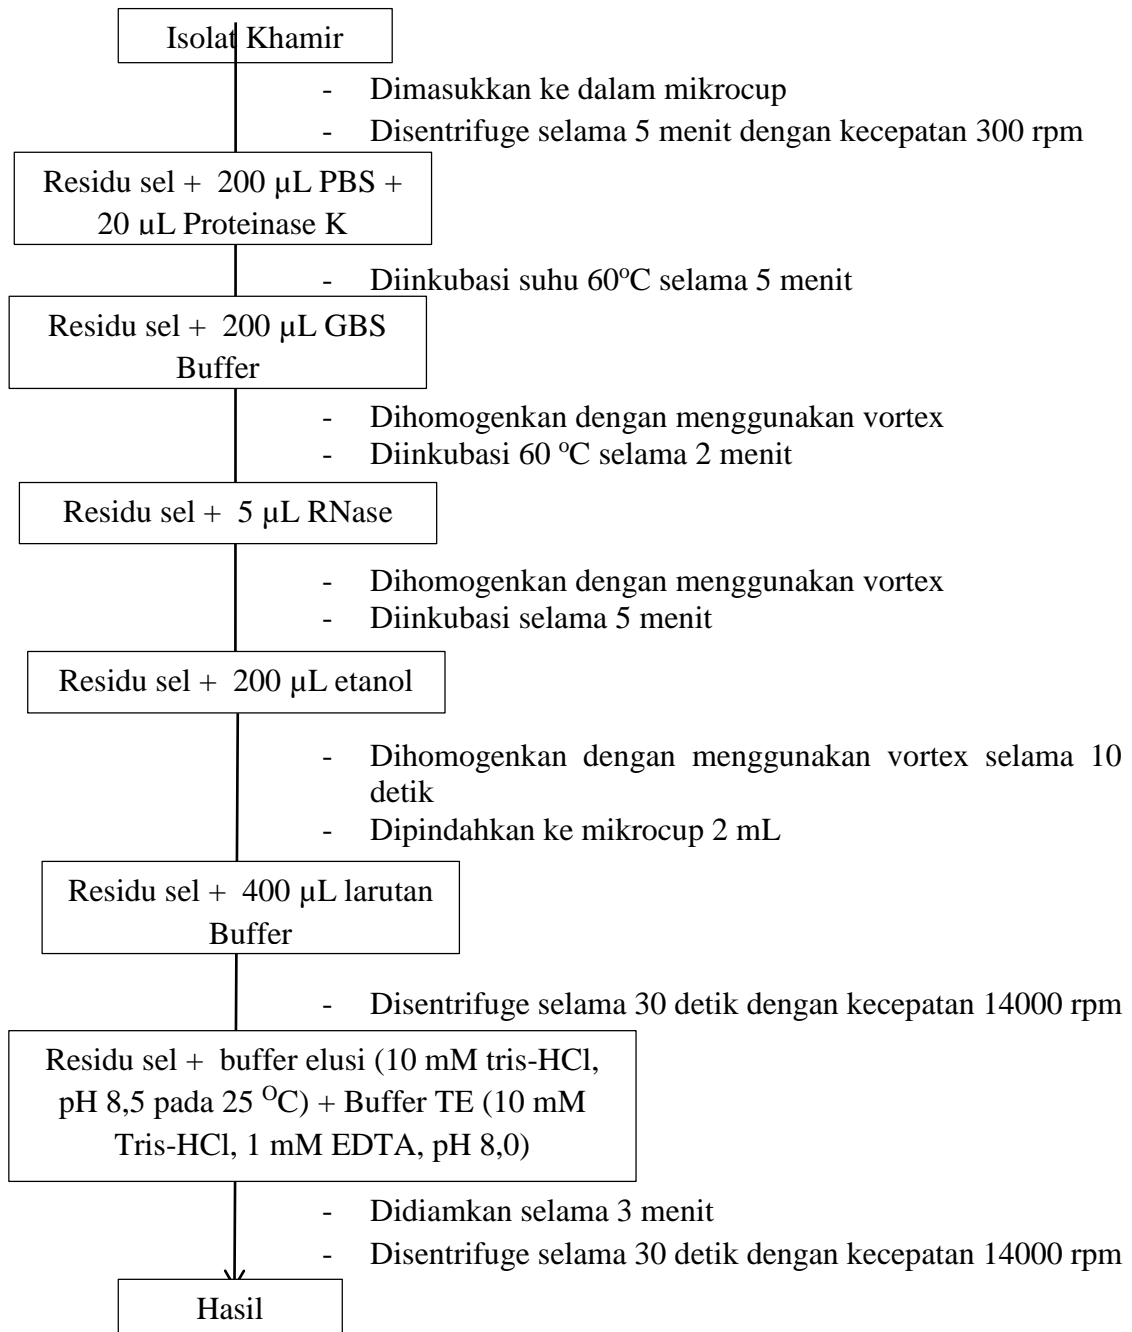 Isolat Khamir
- Dimasukkan ke dalam mikrocup
- Disentrifuge selama 5 menit dengan kecepatan 300 rpm
Residu sel + 200 µL PBS +
20 µL Proteinase K
- Diinkubasi suhu 60ºC selama 5 menit
Residu sel + 200 µL GBS
Buffer
- Dihomogenkan dengan menggunakan vortex
- Diinkubasi 60 ºC selama 2 menit
Residu sel + 5 µL RNase
- Dihomogenkan dengan menggunakan vortex
- Diinkubasi selama 5 menit
Residu sel + 200 µL etanol
- Dihomogenkan dengan menggunakan vortex selama 10
detik
- Dipindahkan ke mikrocup 2 mL
Residu sel + 400 µL larutan
Buffer
- Disentrifuge selama 30 detik dengan kecepatan 14000 rpm
Residu sel + buffer elusi (10 mM tris-HCl,
pH 8,5 pada 25 ᴼC) + Buffer TE (10 mM
Tris-HCl, 1 mM EDTA, pH 8,0)
- Didiamkan selama 3 menit
- Disentrifuge selama 30 detik dengan kecepatan 14000 rpm
Hasil